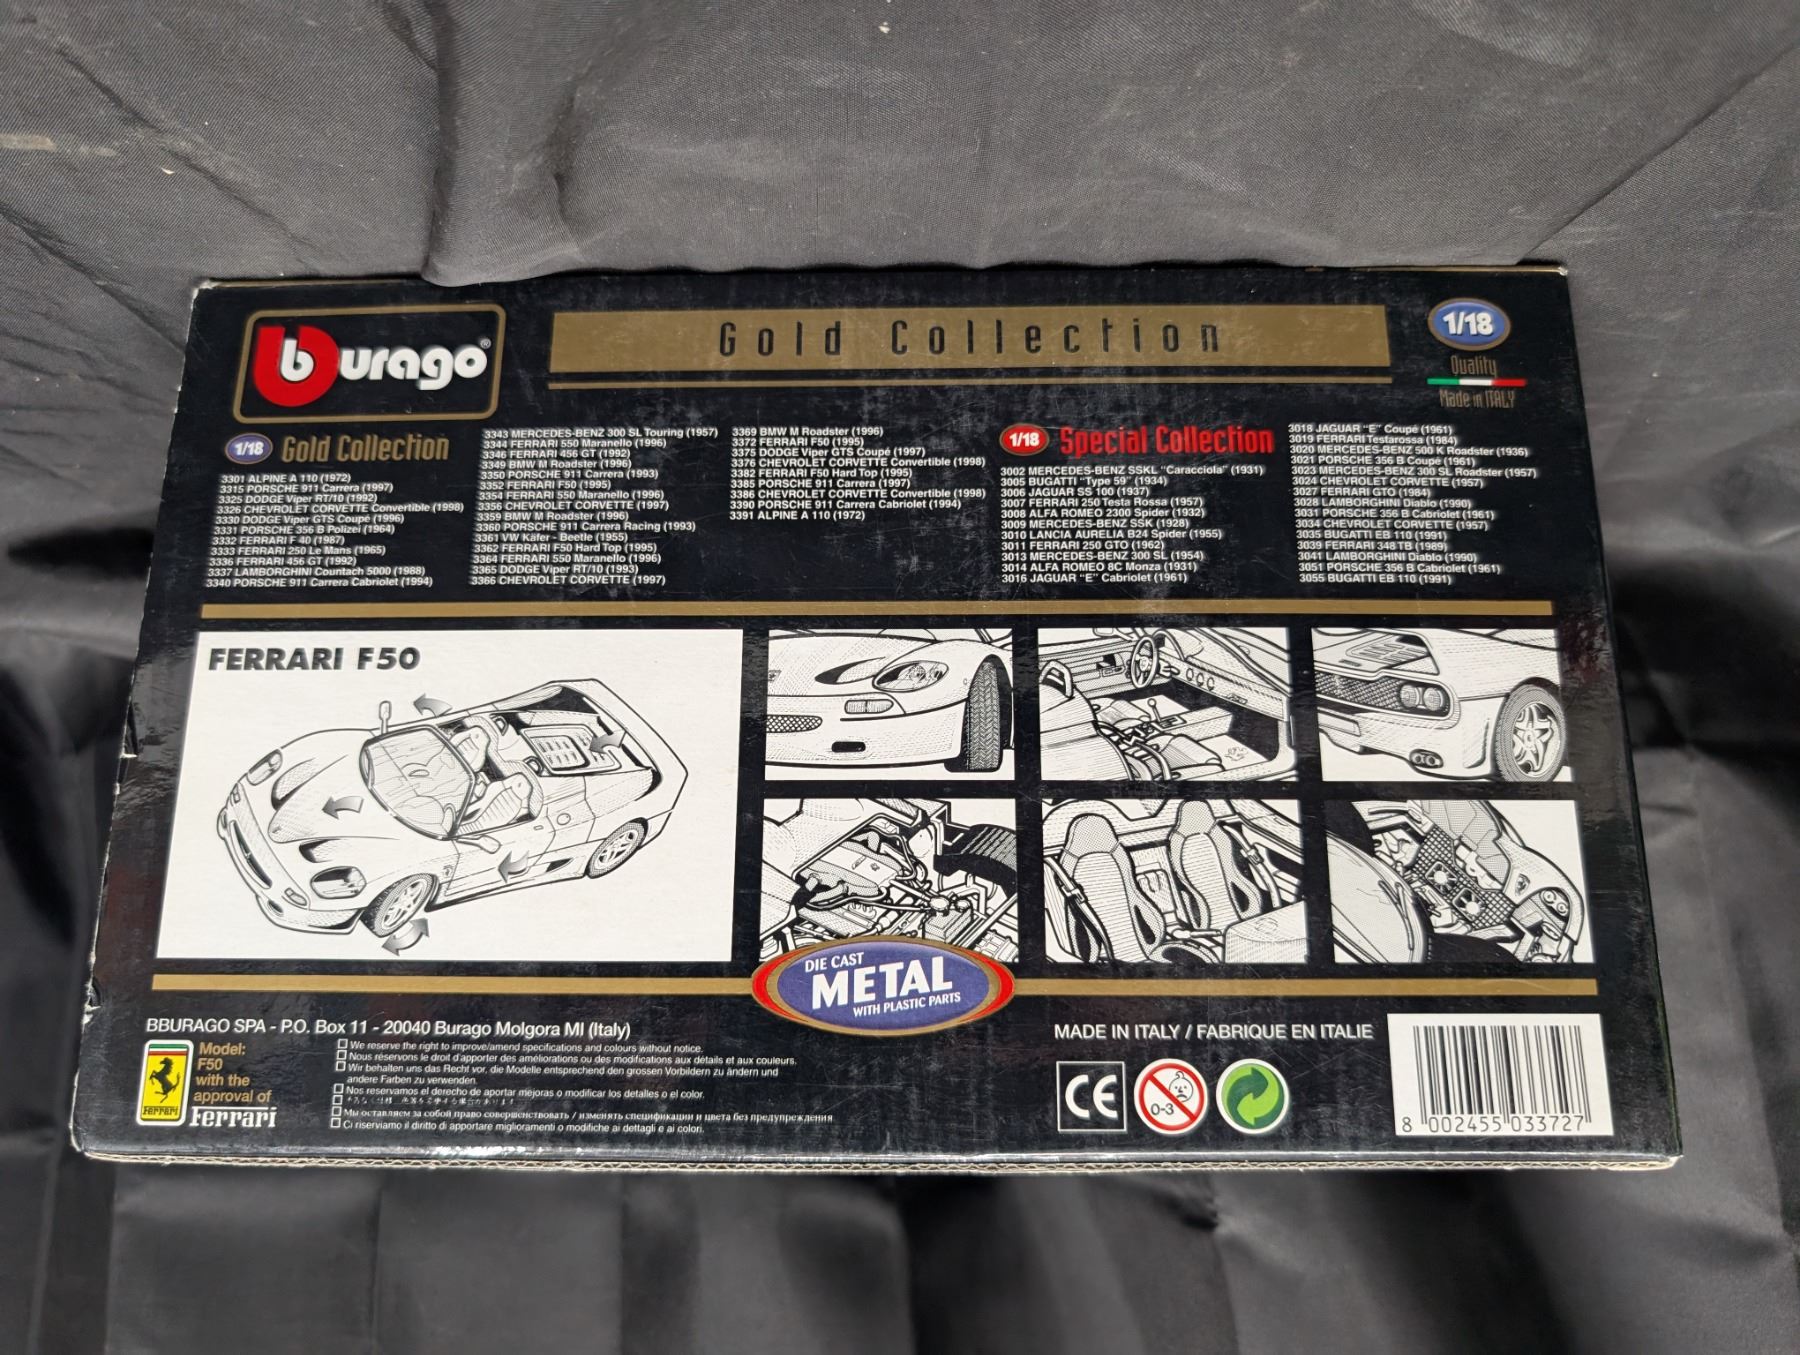 burago®
Gold Collection
1/18
Quality
Made in ITALY
1/18 Gold Collection
3301 ALPINE A 110 (1972)
3315 PORSCHE 911 Carrera (1997)
3325 DODGE Viper RT/10 (1992)
3326 CHEVROLET CORVETTE Convertible (1998)
3330 DODGE Viper GTS Coupé (1996)
3331 PORSCHE 356 B Polizei (1964)
3332 FERRARI F 40 (1987)
3333 FERRARI 250 Le Mans (1965)
3336 FERRARI 456 GT (1992)
3337 LAMBORGHINI Countach 5000 (1988)
3340 PORSCHE 911 Carrera Cabriolet (1994)
3343 MERCEDES-BENZ 300 SL Touring (1957)
3344 FERRARI 550 Maranello (1996)
3346 FERRARI 456 GT (1992)
3349 BMW M Roadster (1996)
3350 PORSCHE 911 Carrera (1993)
3352 FERRARI F50 (1995)
3354 FERRARI 550 Maranello (1996)
3356 CHEVROLET CORVETTE (1997)
3359 BMW M Roadster (1996)
3360 PORSCHE 911 Carrera Racing (1993)
3361 VW Käfer - Beetle (1955)
3362 FERRARI F50 Hard Top (1995)
3364 FERRARI 550 Maranello (1996)
3365 DODGE Viper RT/10 (1993)
3366 CHEVROLET CORVETTE (1997)
3369 BMW M Roadster (1996)
3372 FERRARI F50 (1995)
3375 DODGE Viper GTS Coupé (1997)
3376 CHEVROLET CORVETTE Convertible (1998)
3382 FERRARI F50 Hard Top (1995)
3385 PORSCHE 911 Carrera (1997)
3386 CHEVROLET CORVETTE Convertible (1998)
3390 PORSCHE 911 Carrera Cabriolet (1994)
3391 ALPINE A 110 (1972)
1/18 Special Collection
3002 MERCEDES-BENZ SSKL "Caracciola" (1931)
3005 BUGATTI "Type 59" (1934)
3006 JAGUAR SS 100 (1937)
3007 FERRARI 250 Testa Rossa (1957)
3008 ALFA ROMEO 2300 Spider (1932)
3009 MERCEDES-BENZ SSK (1928)
3010 LANCIA AURELIA B24 Spider (1955)
3011 FERRARI 250 GTO (1962)
3013 MERCEDES-BENZ 300 SL (1954)
3014 ALFA ROMEO 8C Monza (1931)
3016 JAGUAR "E" Cabriolet (1961)
3018 JAGUAR "E" Coupé (1961)
3019 FERRARI Testarossa (1984)
3020 MERCEDES-BENZ 500 K Roadster (1936)
3021 PORSCHE 356 B Coupé (1961)
3023 MERCEDES-BENZ 300 SL Roadster (1957)
3024 CHEVROLET CORVETTE (1957)
3027 FERRARI GTO (1984)
3028 LAMBORGHINI Diablo (1990)
3031 PORSCHE 356 B Cabriolet (1961)
3034 CHEVROLET CORVETTE (1957)
3035 BUGATTI EB 110 (1991)
3039 FERRARI 348 TB (1989)
3041 LAMBORGHINI Diablo (1990)
3051 PORSCHE 356 B Cabriolet (1961)
3055 BUGATTI EB 110 (1991)
FERRARI F50
DIE CAST
METAL
WITH PLASTIC PARTS
BBURAGO SPA - P.O. Box 11 - 20040 Burago Molgora MI (Italy)
Ferrari
Model:
F50
with the
approval of
Ferrari
We reserve the right to improve/amend specifications and colours without notice.
Nous réservons le droit d'apporter des améliorations ou des modifications aux détails et aux couleurs.
Wir behalten uns das Recht vor, die Modelle entsprechend den grossen Vorbildern zu ändern und
andere Farben zu verwenden.
Nos reservamos el derecho de aportar mejoras o modificar los detalles o el color.
Мы оставляем за собой право совершенствовать / изменять спецификации и цвета без предупреждения
Ci riserviamo il diritto di apportare miglioramenti o modifiche ai dettagli e ai colori.
MADE IN ITALY / FABRIQUE EN ITALIE
CE
0-3
8 002455 033727